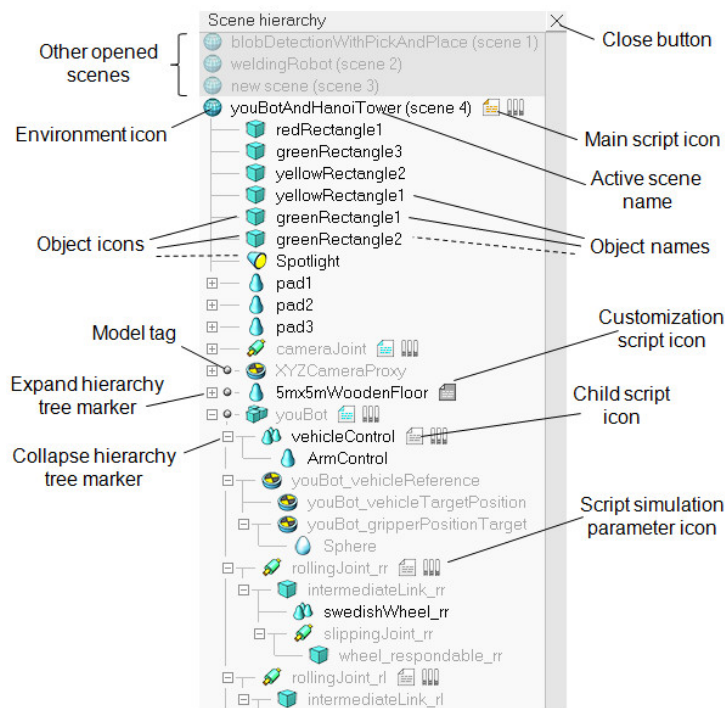 Scene hierarchy
Other opened
scenes
blobDetectionWithPickAndPlace (scene 1)
weldingRobot (scene 2)
new scene (scene 3)
Close button
Environment icon
youBotAndHanoiTower (scene 4)
Main script icon
redRectangle1
greenRectangle3
yellowRectangle2
Active scene
name
yellowRectangle1
greenRectangle1
greenRectangle2
Object icons
Object names
Spotlight
pad1
pad2
pad3
Customization
script icon
Model tag
cameraJoint
XYZCameraProxy
Expand hierarchy
tree marker
5mx5mWoodenFloor
youBot
Child script
icon
Collapse hierarchy
tree marker
vehicleControl
ArmControl
youBot_vehicleReference
youBot_vehicleTargetPosition
youBot_gripperPositionTarget
Script simulation
parameter icon
Sphere
rollingJoint_rr
intermediateLink_rr
swedishWheel_rr
slippingJoint_rr
wheel_respondable_rr
rollingJoint_rl
intermediateLink_rl